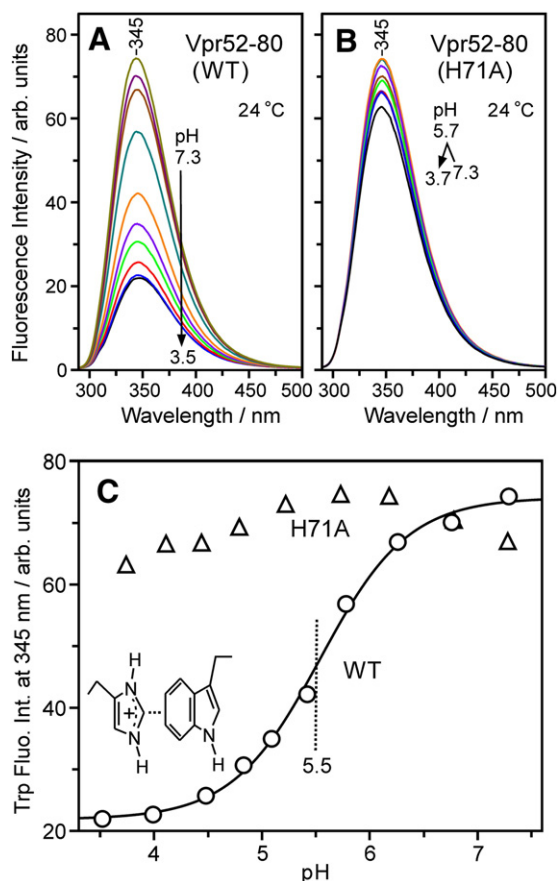 A
-345
Vpr52-80
(WT)
24 °C
pH
7.3
3.5
B
-345
Vpr52-80
(H71A)
pH
5.7
24 °C
3.7
7.3
80
60
40
20
0
Fluorescence Intensity / arb. units
300 350 400 450 500
300 350 400 450 500
Wavelength / nm
Wavelength / nm
C
H71A
WT
5.5
H
N
+
N
H
N
H
80
60
40
20
Trp Fluo. Int. at 345 nm / arb. units
4 5 6 7
pH